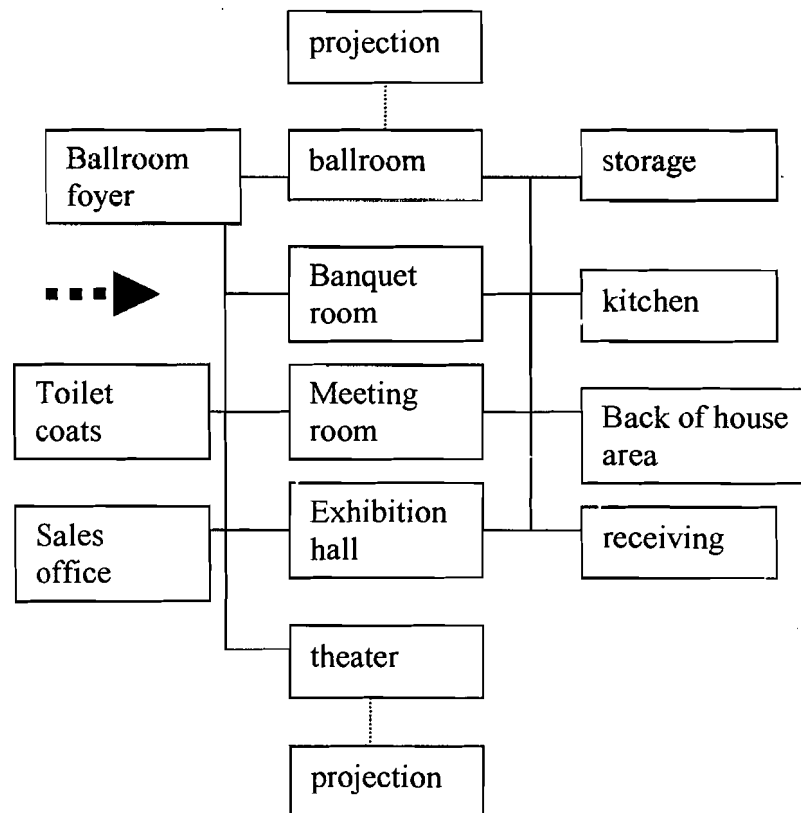 projection
Ballroom
foyer
ballroom
storage
Banquet
room
kitchen
Toilet
coats
Meeting
room
Back of house
area
Sales
office
Exhibition
hall
receiving
theater
projection